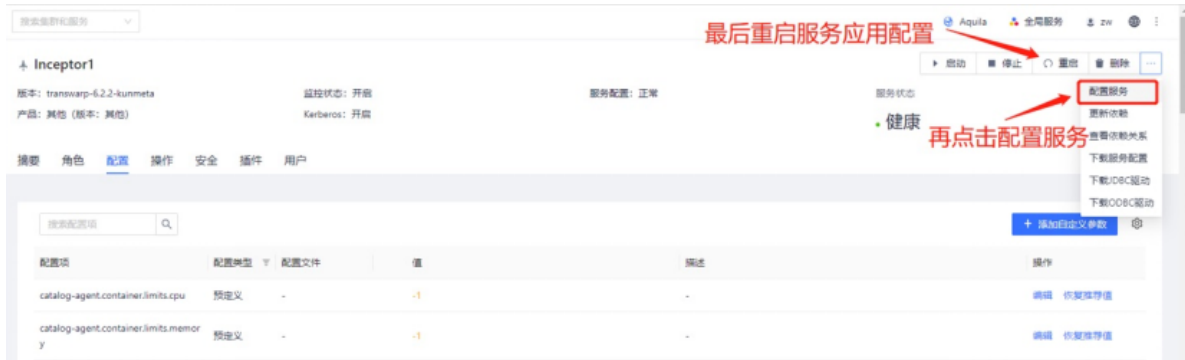 搜索集群和服务
Aquila 全局服务 zw
最后重启服务应用配置
Inceptor1
启动 停止 重启 删除 ...
版本: transwarp-6.2.2-kunmeta 监控状态: 开启 服务配置: 正常 服务状态 配置服务
产品: 其他 (版本: 其他) Kerberos: 开启 健康 更新依赖
再点击配置服务 查看依赖关系
摘要 角色 配置 操作 安全 插件 用户 下载服务配置
下载JDBC驱动
下载ODBC驱动
搜索配置项 + 添加自定义参数
配置项 配置类型 配置文件 值 描述 操作
catalog-agent.container.limits.cpu 预定义 - -1 - 编辑 恢复推荐值
catalog-agent.container.limits.memor
y 预定义 - -1 - 编辑 恢复推荐值